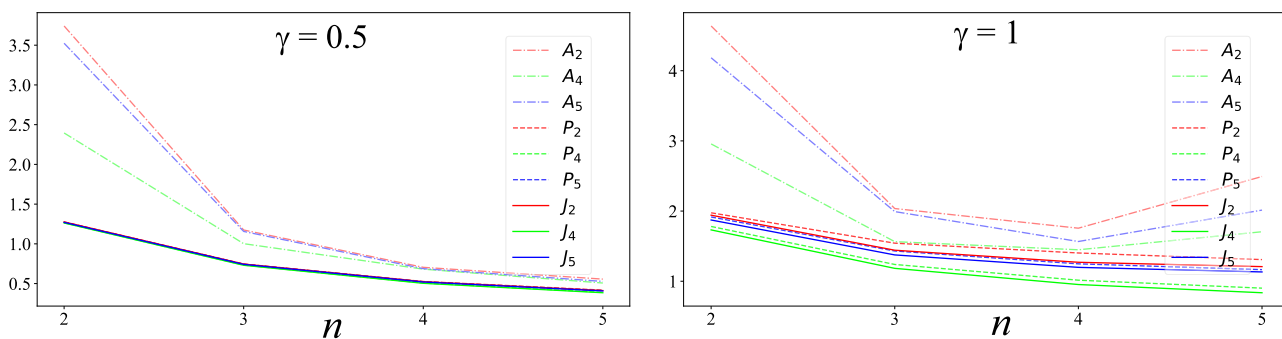 γ = 0.5
3.5
3.0
2.5
2.0
1.5
1.0
0.5
A₂
A₄
A₅
P₂
P₄
P₅
J₂
J₄
J₅
2
3
4
5
n
γ = 1
4
3
2
1
A₂
A₄
A₅
P₂
P₄
P₅
J₂
J₄
J₅
2
3
4
5
n